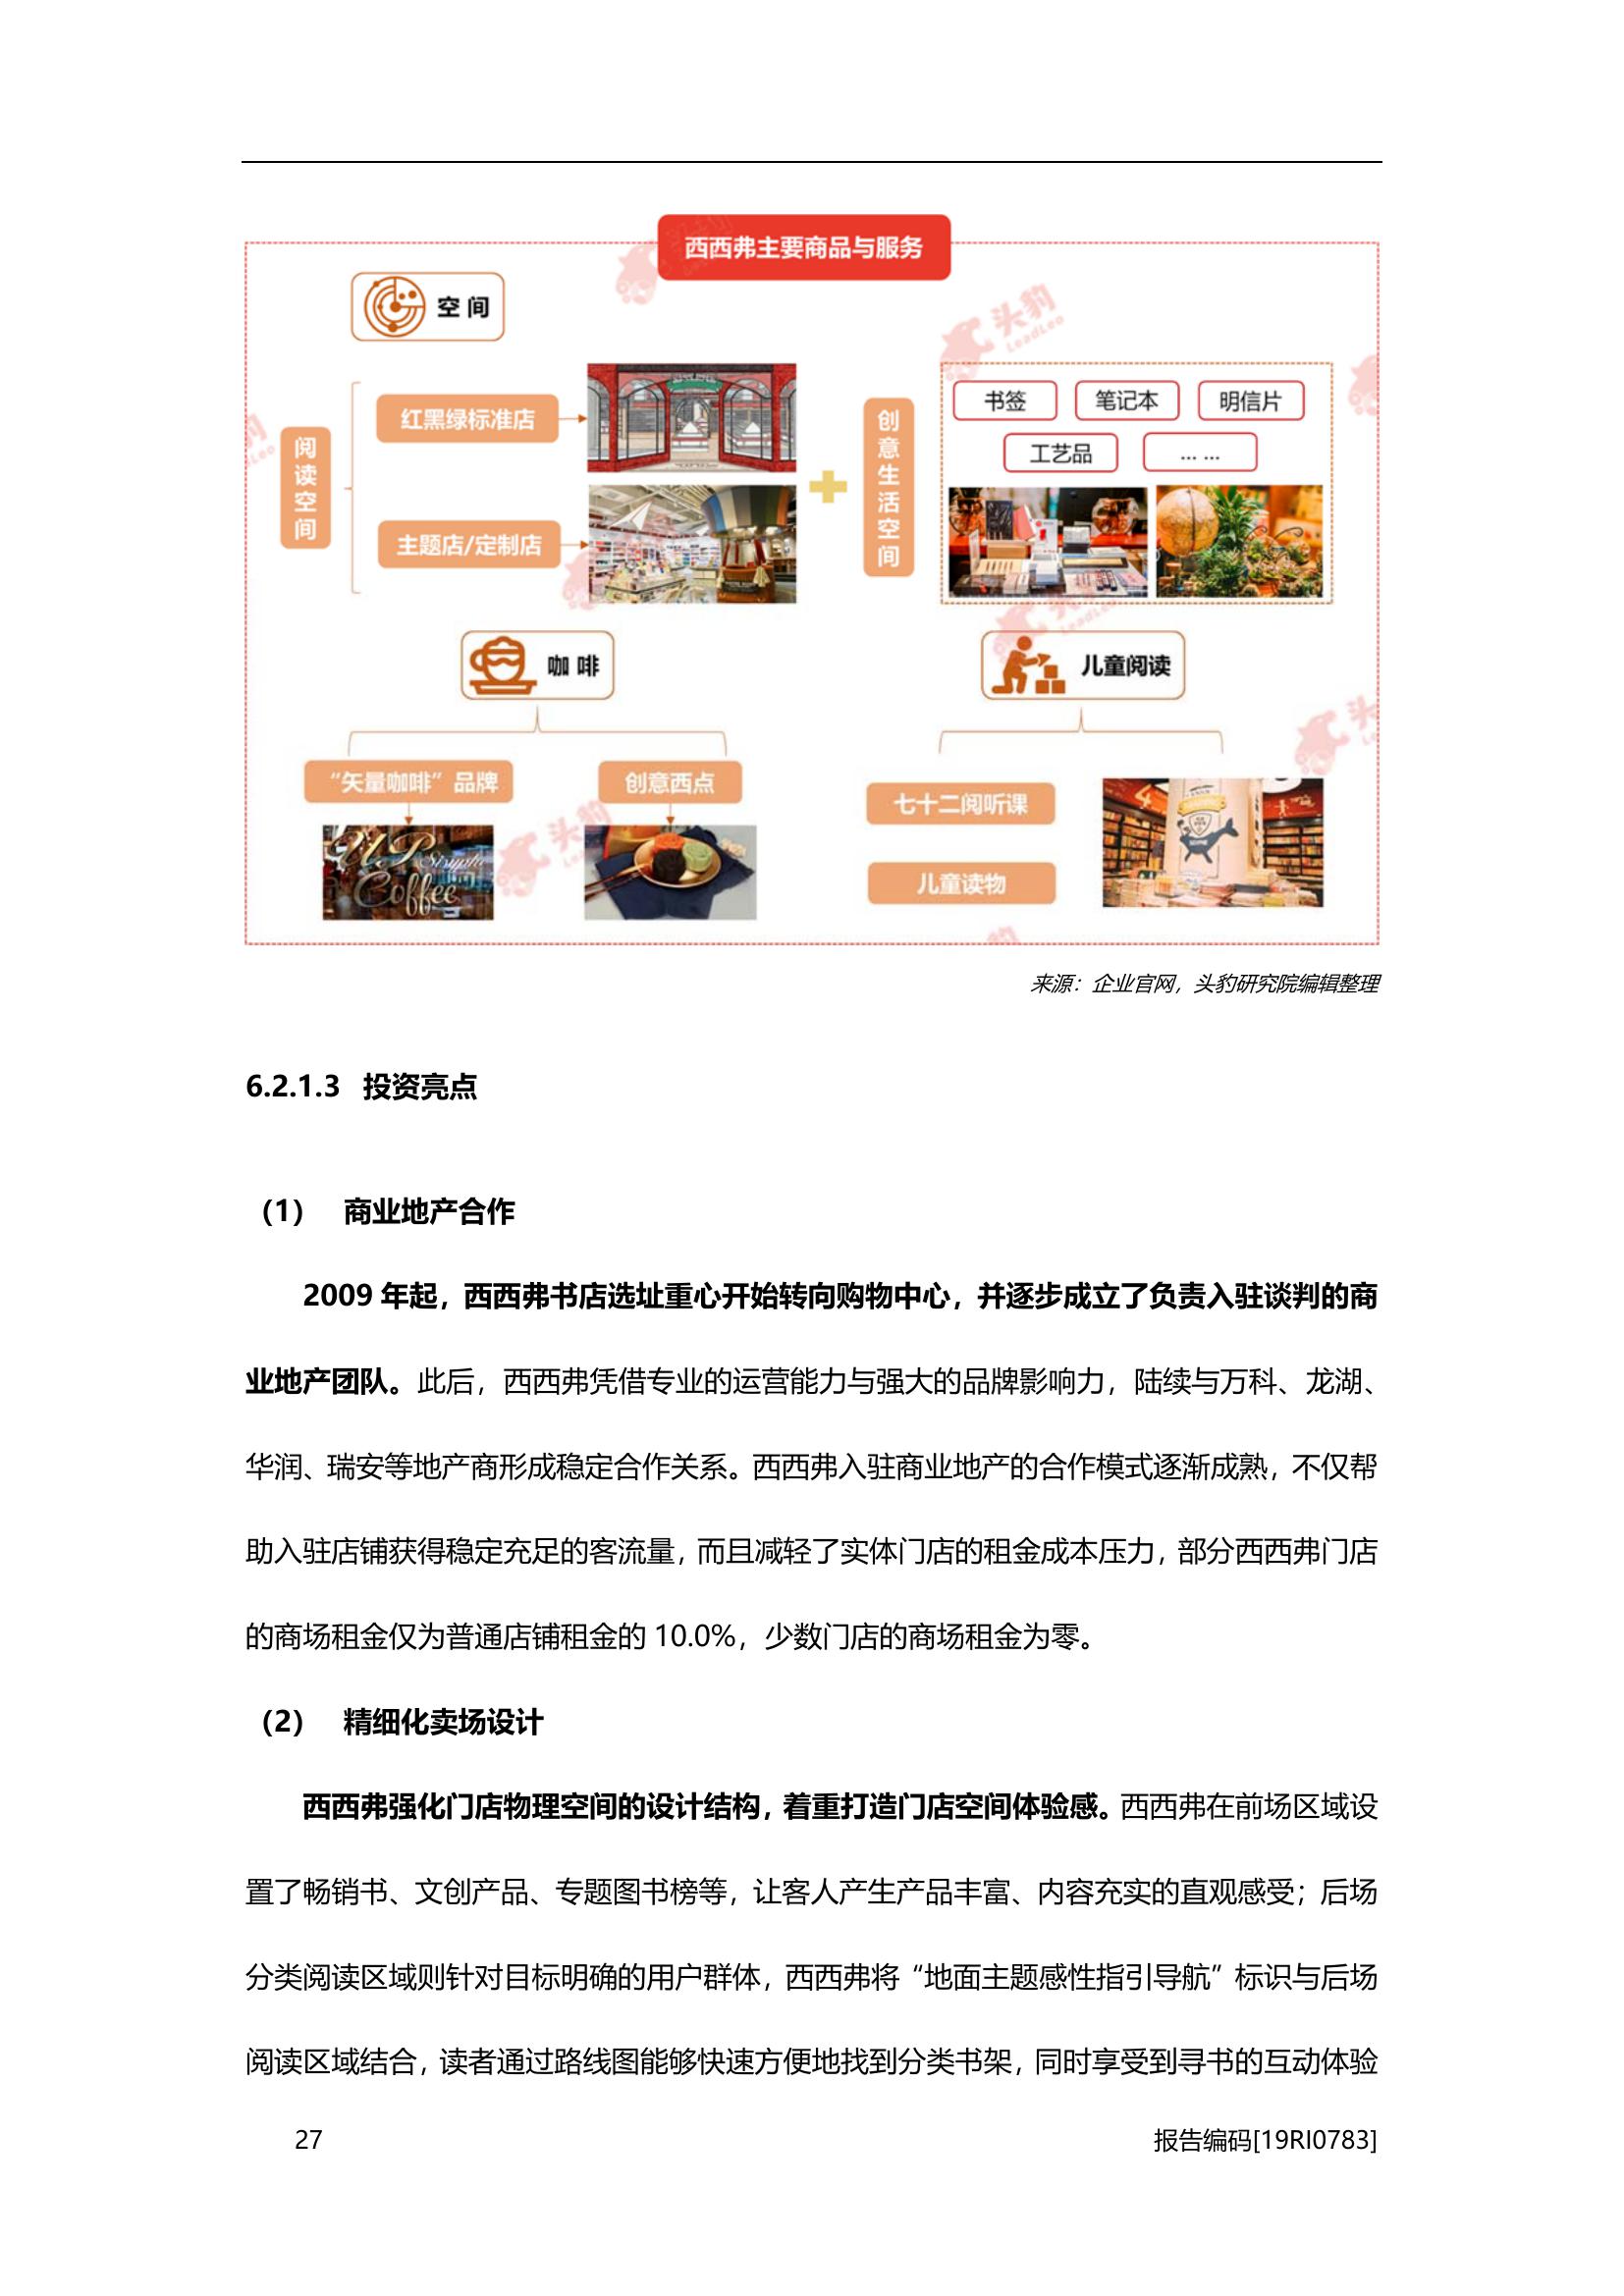 西西弗主要商品与服务
空间
阅读空间
红黑绿标准店
主题店/定制店
创意生活空间
书签
笔记本
明信片
工艺品
... ...
咖啡
“矢量咖啡”品牌
创意西点
UP
Coffee
儿童阅读
七十二阅听课
儿童读物
头豹
LeadLeo
来源：企业官网，头豹研究院编辑整理
6.2.1.3 投资亮点
（1） 商业地产合作
2009 年起，西西弗书店选址重心开始转向购物中心，并逐步成立了负责入驻谈判的商
业地产团队。此后，西西弗凭借专业的运营能力与强大的品牌影响力，陆续与万科、龙湖、
华润、瑞安等地产商形成稳定合作关系。西西弗入驻商业地产的合作模式逐渐成熟，不仅帮
助入驻店铺获得稳定充足的客流量，而且减轻了实体门店的租金成本压力，部分西西弗门店
的商场租金仅为普通店铺租金的 10.0%，少数门店的商场租金为零。
（2） 精细化卖场设计
西西弗强化门店物理空间的设计结构，着重打造门店空间体验感。西西弗在前场区域设
置了畅销书、文创产品、专题图书榜等，让客人产生产品丰富、内容充实的直观感受；后场
分类阅读区域则针对目标明确的用户群体，西西弗将“地面主题感性指引导航”标识与后场
阅读区域结合，读者通过路线图能够快速方便地找到分类书架，同时享受到寻书的互动体验
27
报告编码[19RI0783]